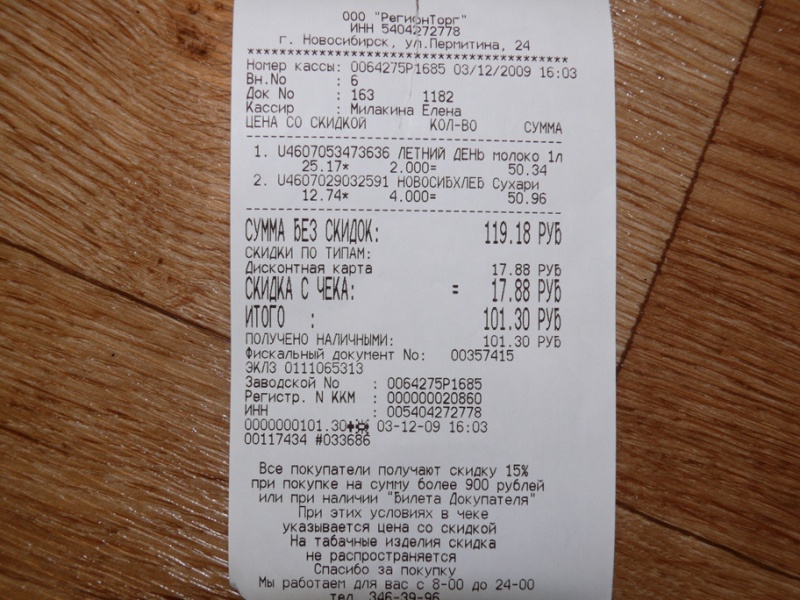 ООО "РегионТорг"
ИНН 5404272778
г. Новосибирск, ул.Пермитина, 24
****************************************
Номер кассы: 0064275P1685 03/12/2009 16:03
Вн.No : 6
Док No : 163 1182
Кассир : Милакина Елена
ЦЕНА СО СКИДКОЙ КОЛ-ВО СУММА
----------------------------------------
1. U4607053473636 ЛЕТНИЙ ДЕНЬ молоко 1л
25.17* 2.000= 50.34
2. U4607029032591 НОВОСИБХЛЕБ Сухари
12.74* 4.000= 50.96
----------------------------------------
СУММА БЕЗ СКИДОК: 119.18 РУБ
СКИДКИ ПО ТИПАМ:
Дисконтная карта 17.88 РУБ
СКИДКА С ЧЕКА: = 17.88 РУБ
ИТОГО : 101.30 РУБ
ПОЛУЧЕНО НАЛИЧНЫМИ: 101.30 РУБ
Фискальный документ No: 00357415
ЭКЛЗ 0111065313
Заводской No : 0064275P1685
Регистр. N ККМ : 000000020860
ИНН : 005404272778
0000000101.30 03-12-09 16:03
00117434 #033686
Все покупатели получают скидку 15%
при покупке на сумму более 900 рублей
или при наличии "Билета Докупателя"
При этих условиях в чеке
указывается цена со скидкой
На табачные изделия скидка
не распространяется
Спасибо за покупку
Мы работаем для вас с 8-00 до 24-00
тел. 346-39-96